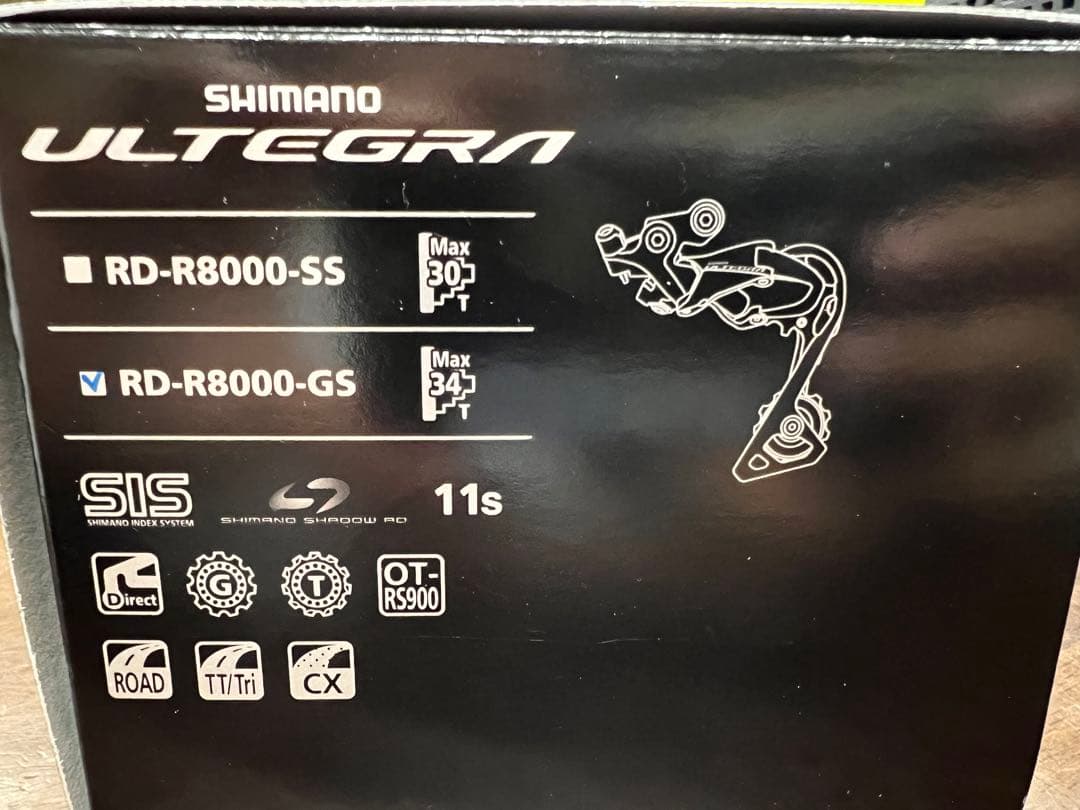 SHIMANO
ULTEGRA
RD-R8000-SS
Max
30
T
RD-R8000-GS
Max
34
T
SIS
SHIMANO INDEX SYSTEM
SHIMANO SHADOW RD
11s
Direct
G
T
OT-
RS900
ROAD
TT/Tri
CX
ULTEGRA